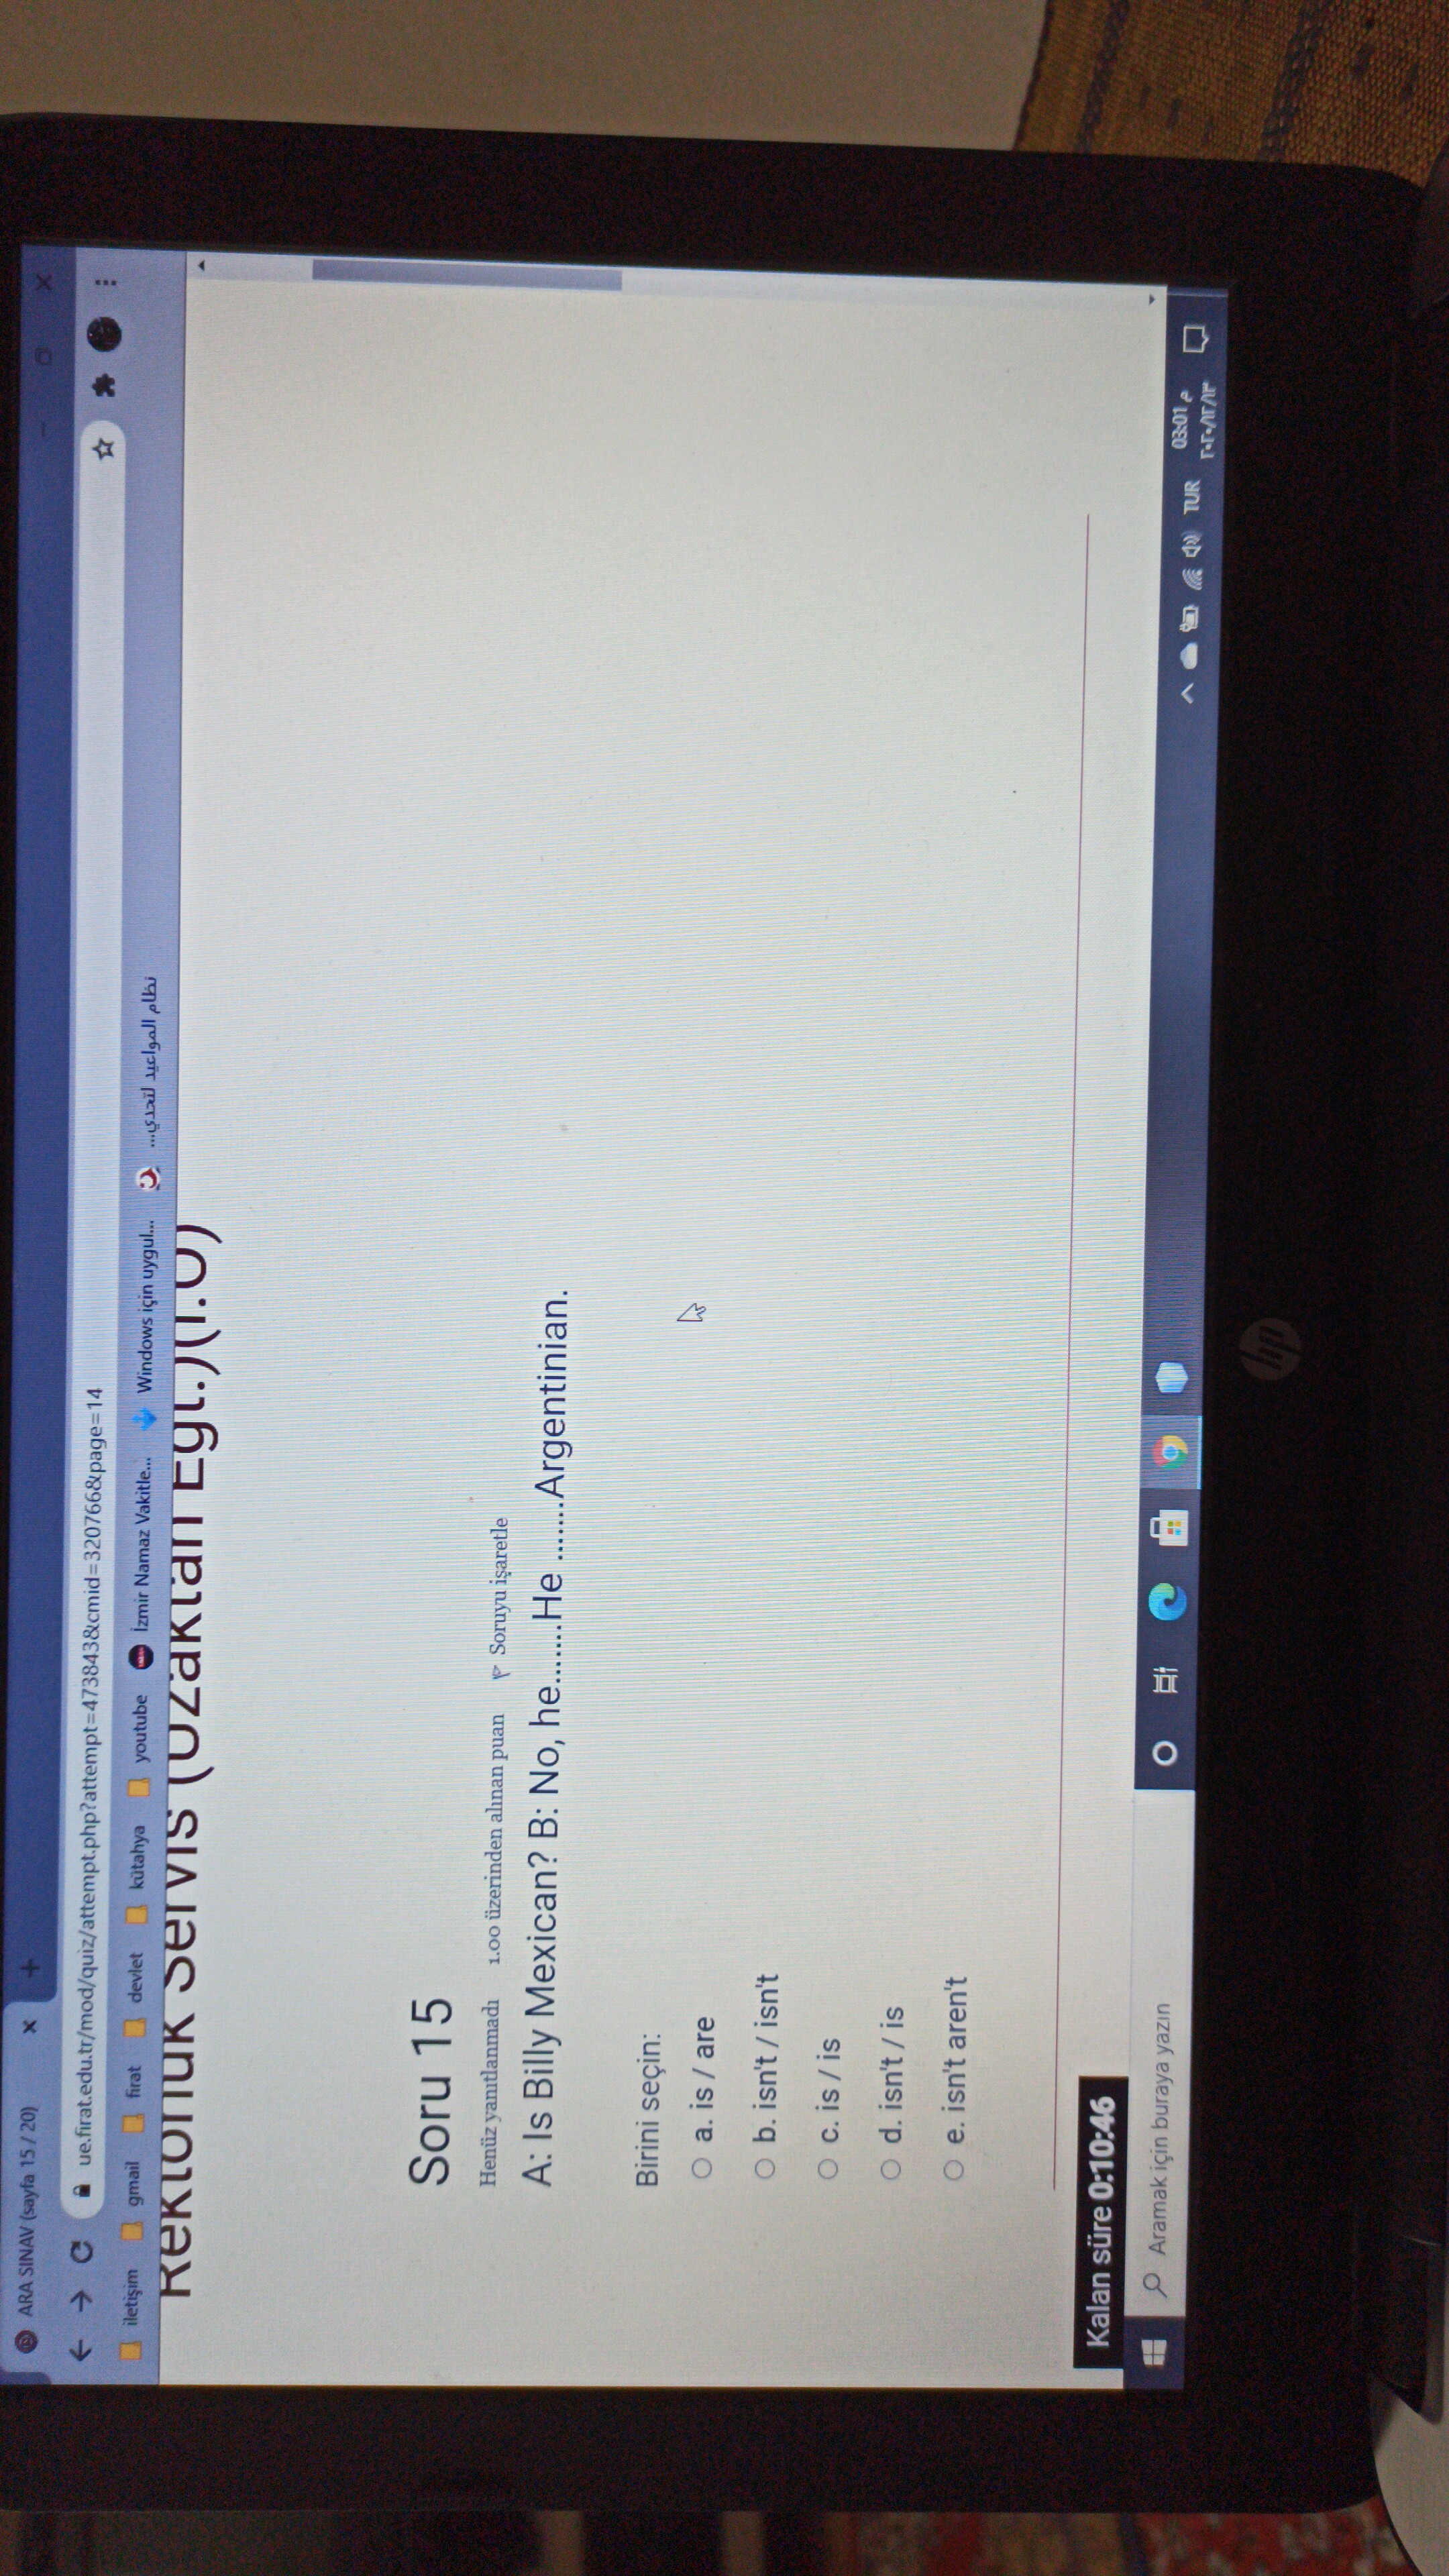 ARA SINAV (sayfa 15 / 20)
ue.firat.edu.tr/mod/quiz/attempt.php?attempt=473843&cmid=320766&page=14
iletişim gmail fırat devlet kütahya youtube İzmir Namaz Vakitle... Windows için uygul... نظام المواعيد لتحدي...
Servis (Uzaktan Eğt.)(İ.Ö)
Soru 15
Henüz yanıtlanmadı 1.00 üzerinden alınan puan Soruyu işaretle
A: Is Billy Mexican? B: No, he.......He .......Argentinian.
Birini seçin:
a. is / are
b. isn't / isn't
c. is / is
d. isn't / is
e. isn't aren't
Kalan süre 0:10:46
Aramak için buraya yazın
TUR
03:01 م
hp